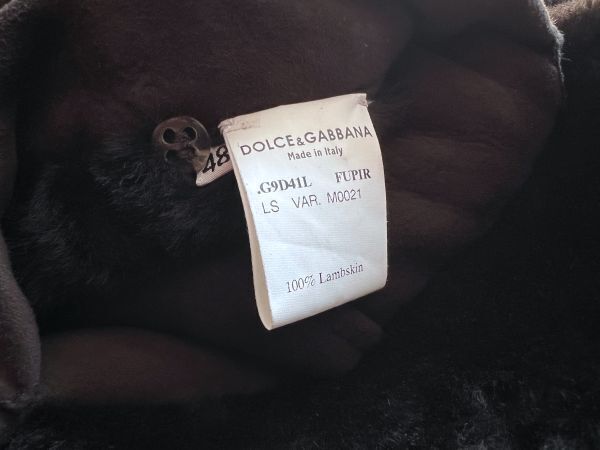 48
DOLCE&GABBANA
Made in Italy
.G9D41L FUPIR
LS VAR. M0021
100% Lambskin